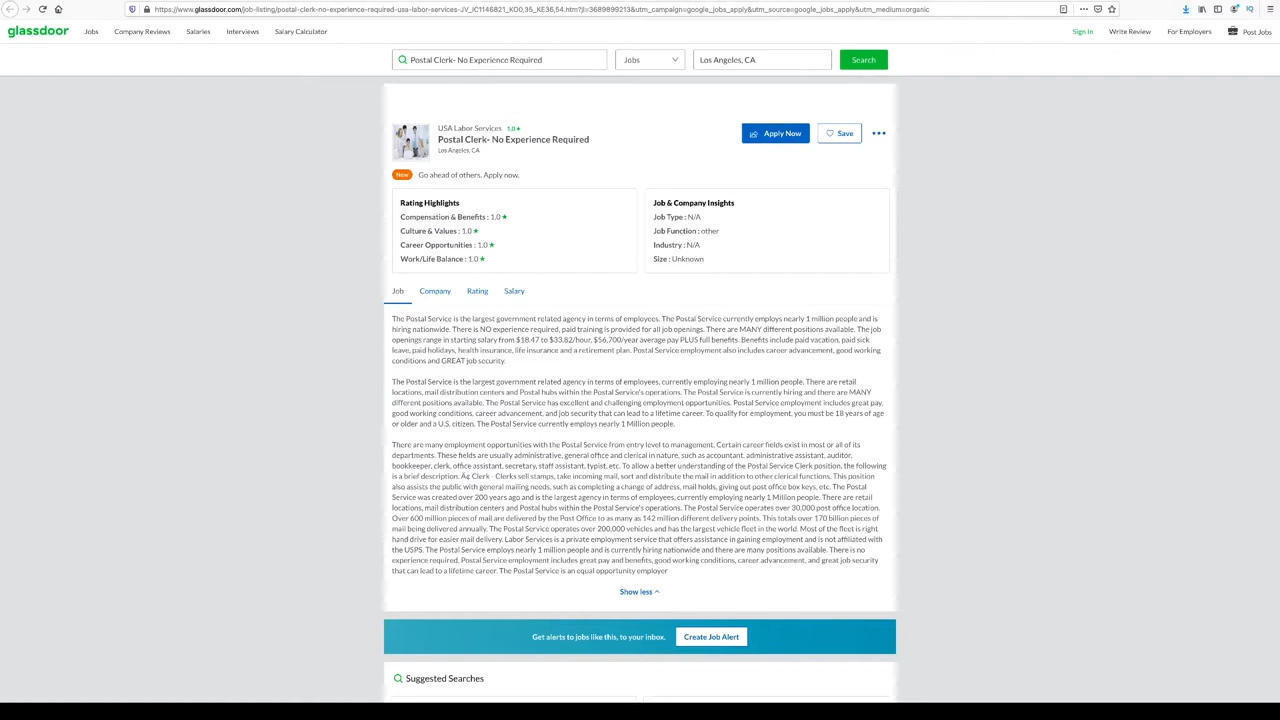 https://www.glassdoor.com/job-listing/postal-clerk-no-experience-required-usa-labor-services-JV_IC1146821_KO0,35_KE36,54.htm?jl=3689899213&utm_campaign=google_jobs_apply&utm_source=google_jobs_apply&utm_medium=organic
glassdoor Jobs Company Reviews Salaries Interviews Salary Calculator Sign In Write Review For Employers Post Jobs
Postal Clerk- No Experience Required Jobs Los Angeles, CA Search
USA Labor Services 1.0★
Postal Clerk- No Experience Required
Los Angeles, CA
Apply Now Save
New Go ahead of others. Apply now.
Rating Highlights
Compensation & Benefits : 1.0 ★
Culture & Values : 1.0 ★
Career Opportunities : 1.0 ★
Work/Life Balance : 1.0 ★
Job & Company Insights
Job Type : N/A
Job Function : other
Industry : N/A
Size : Unknown
Job Company Rating Salary
The Postal Service is the largest government related agency in terms of employees. The Postal Service currently employs nearly 1 million people and is
hiring nationwide. There is NO experience required, paid training is provided for all job openings. There are MANY different positions available. The job
openings range in starting salary from $18.47 to $33.82/hour, $56,700/year average pay PLUS full benefits. Benefits include paid vacation, paid sick
leave, paid holidays, health insurance, life insurance and a retirement plan. Postal Service employment also includes career advancement, good working
conditions and GREAT job security.
The Postal Service is the largest government related agency in terms of employees, currently employing nearly 1 million people. There are retail
locations, mail distribution centers and Postal hubs within the Postal Service's operations. The Postal Service is currently hiring and there are MANY
different positions available. The Postal Service has excellent and challenging employment opportunities. Postal Service employment includes great pay,
good working conditions, career advancement, and job security that can lead to a lifetime career. To qualify for employment, you must be 18 years of age
or older and a U.S. citizen. The Postal Service currently employs nearly 1 Million people.
There are many employment opportunities with the Postal Service from entry level to management. Certain career fields exist in most or all of its
departments. These fields are usually administrative, general office and clerical in nature, such as accountant, administrative assistant, auditor,
bookkeeper, clerk, office assistant, secretary, staff assistant, typist, etc. To allow a better understanding of the Postal Service Clerk position, the following
is a brief description. Âg Clerk - Clerks sell stamps, take incoming mail, sort and distribute the mail in addition to other clerical functions. This position
also assists the public with general mailing needs, such as completing a change of address, mail holds, giving out post office box keys, etc. The Postal
Service was created over 200 years ago and is the largest agency in terms of employees, currently employing nearly 1 Million people. There are retail
locations, mail distribution centers and Postal hubs within the Postal Service's operations. The Postal Service operates over 30,000 post office location.
Over 600 million pieces of mail are delivered by the Post Office to as many as 142 million different delivery points. This totals over 170 billion pieces of
mail being delivered annually. The Postal Service operates over 200,000 vehicles and has the largest vehicle fleet in the world. Most of the fleet is right
hand drive for easier mail delivery. Labor Services is a private employment service that offers assistance in gaining employment and is not affiliated with
the USPS. The Postal Service employs nearly 1 million people and is currently hiring nationwide and there are many positions available. There is no
experience required. Postal Service employment includes great pay and benefits, good working conditions, career advancement, and great job security
that can lead to a lifetime career. The Postal Service is an equal opportunity employer
Show less
Get alerts to jobs like this, to your inbox. Create Job Alert
Suggested Searches